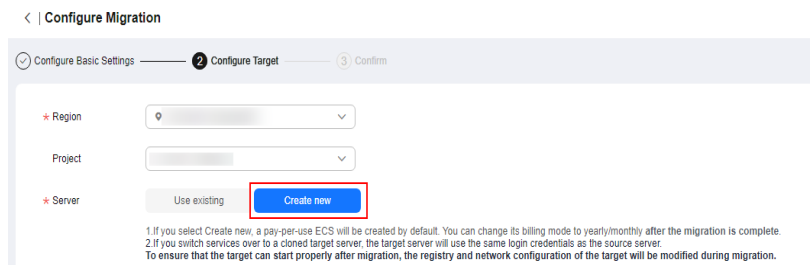 < | Configure Migration
Configure Basic Settings 2 Configure Target 3 Confirm
* Region
Project
* Server Use existing Create new
1.If you select Create new, a pay-per-use ECS will be created by default. You can change its billing mode to yearly/monthly after the migration is complete.
2.If you switch services over to a cloned target server, the target server will use the same login credentials as the source server.
To ensure that the target can start properly after migration, the registry and network configuration of the target will be modified during migration.